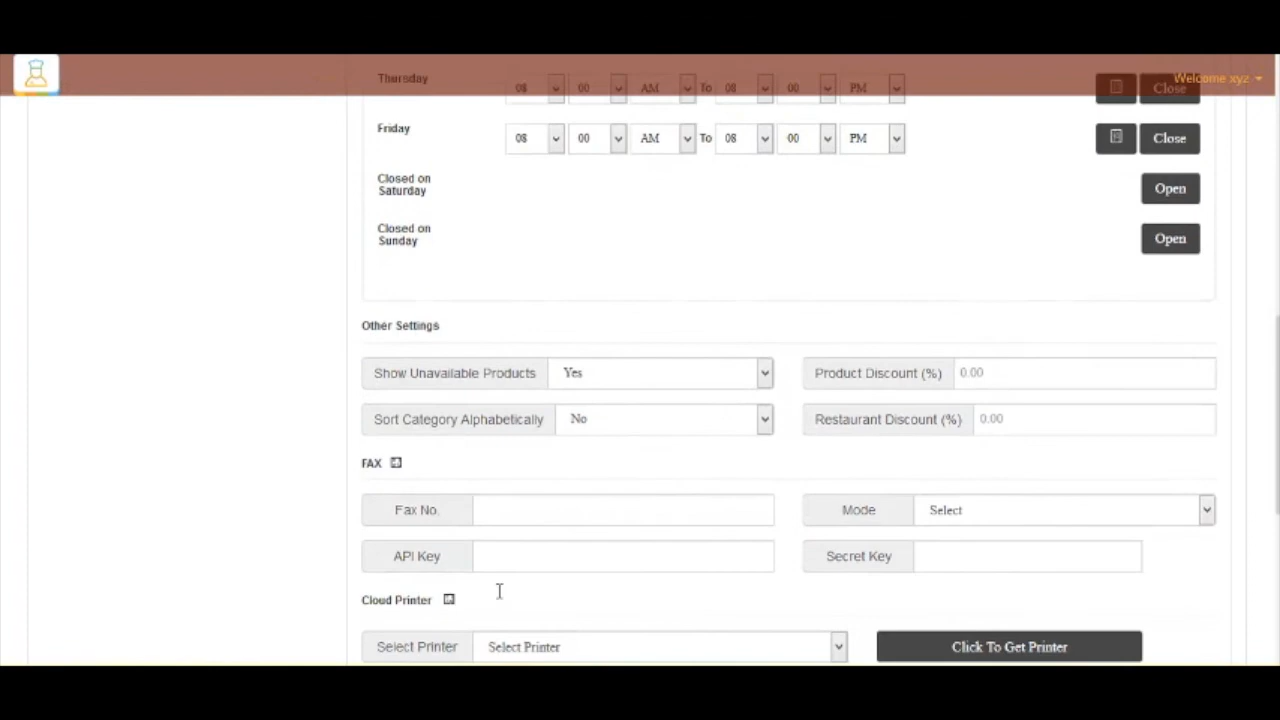 Welcome xyz
Thursday 08 00 AM To 08 00 PM Close
Friday 08 00 AM To 08 00 PM Close
Closed on
Saturday
Open
Closed on
Sunday
Open
Other Settings
Show Unavailable Products Yes Product Discount (%) 0.00
Sort Category Alphabetically No Restaurant Discount (%) 0.00
FAX
Fax No. Mode Select
API Key Secret Key
Cloud Printer
Select Printer Select Printer Click To Get Printer